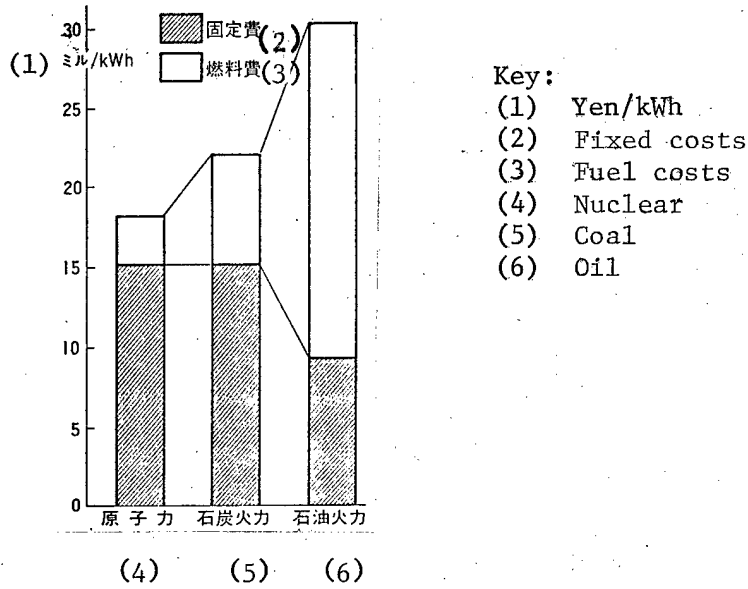 30
固定費(2)
(1) ミル/kWh
燃料費(3)
25
20
15
10
5
0
原子力 石炭火力 石油火力
(4) (5) (6)
Key:
(1) Yen/kWh
(2) Fixed costs
(3) Fuel costs
(4) Nuclear
(5) Coal
(6) Oil